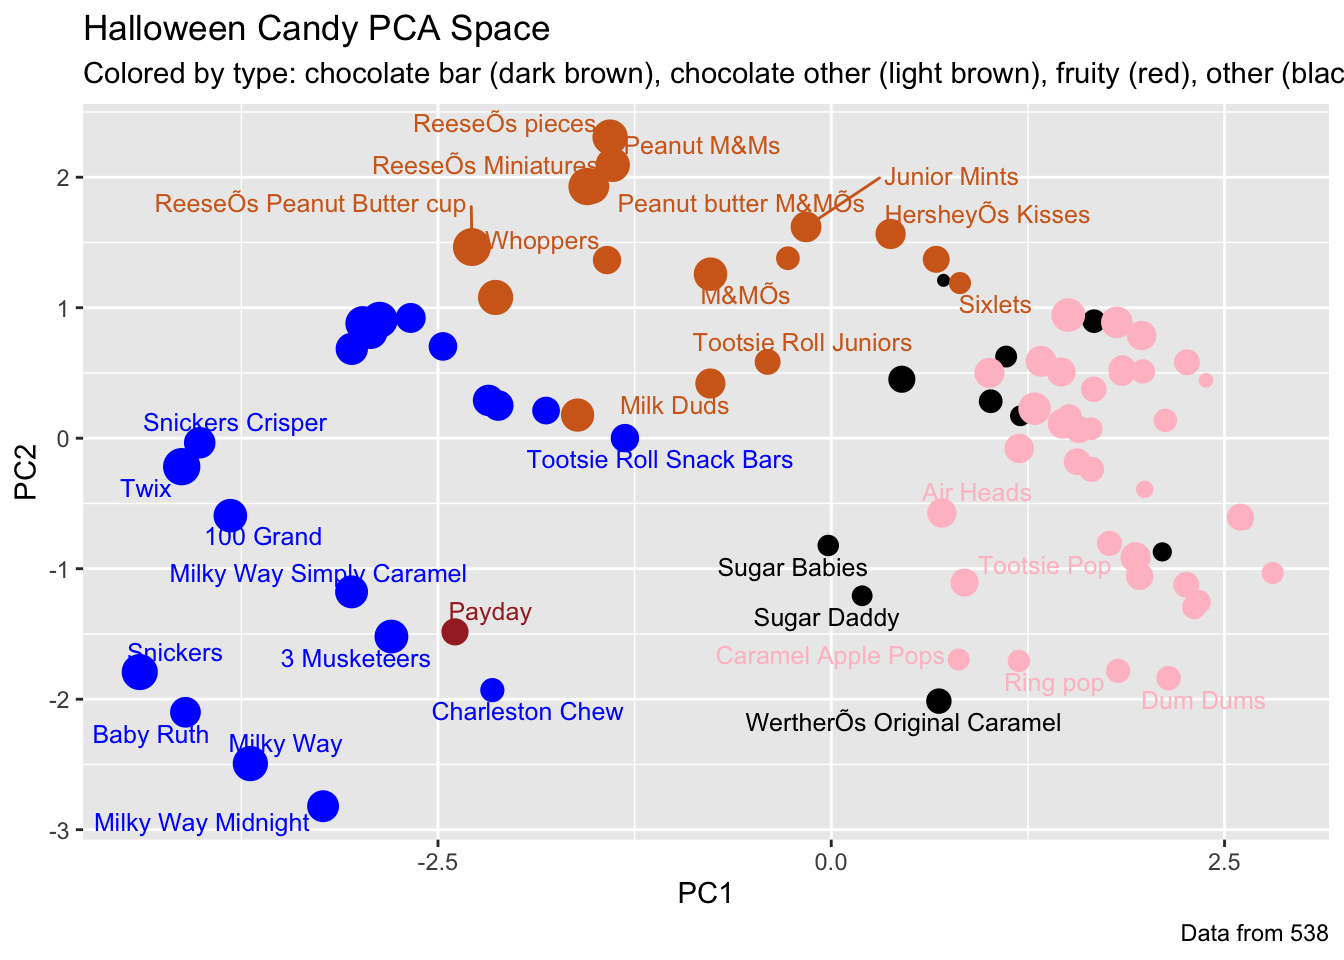 Halloween Candy PCA Space
Colored by type: chocolate bar (dark brown), chocolate other (light brown), fruity (red), other (blac
ReeseÕs pieces
Peanut M&Ms
ReeseÕs Miniatures
Junior Mints
2
ReeseÕs Peanut Butter cup
Peanut butter M&MÕs
HersheyÕs Kisses
Whoppers
M&MÕs
Sixlets
1
Tootsie Roll Juniors
Milk Duds
Snickers Crisper
0
Tootsie Roll Snack Bars
Twix
Air Heads
PC2
100 Grand
Milky Way Simply Caramel
Sugar Babies
Tootsie Pop
-1
Payday
Sugar Daddy
Snickers
3 Musketeers
Caramel Apple Pops
Ring pop
-2
Dum Dums
Charleston Chew
Baby Ruth
WertherÕs Original Caramel
Milky Way
Milky Way Midnight
-3
-2.5
0.0
2.5
PC1
Data from 538